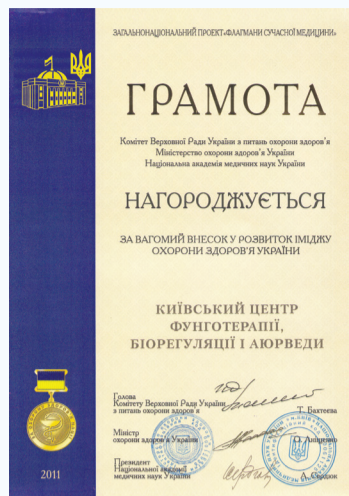 ЗАГАЛЬНОНАЦІОНАЛЬНИЙ ПРОЕКТ «ФЛАГМАНИ СУЧАСНОЇ МЕДИЦИНИ»
ГРАМОТА
Комітет Верховної Ради України з питань охорони здоров'я
Міністерство охорони здоров'я України
Національна академія медичних наук України
НАГОРОДЖУЄТЬСЯ
ЗА ВАГОМИЙ ВНЕСОК У РОЗВИТОК ІМІДЖУ
ОХОРОНИ ЗДОРОВ'Я УКРАЇНИ
КИЇВСЬКИЙ ЦЕНТР
ФУНГОТЕРАПІЇ,
БІОРЕГУЛЯЦІЇ І АЮРВЕДИ
Голова
Комітету Верховної Ради України
з питань охорони здоров'я
Т. Бахтеєва
Міністр
охорони здоров'я України
О. Аніщенко
Президент
Національної академії
медичних наук України
А. Сердюк
2011